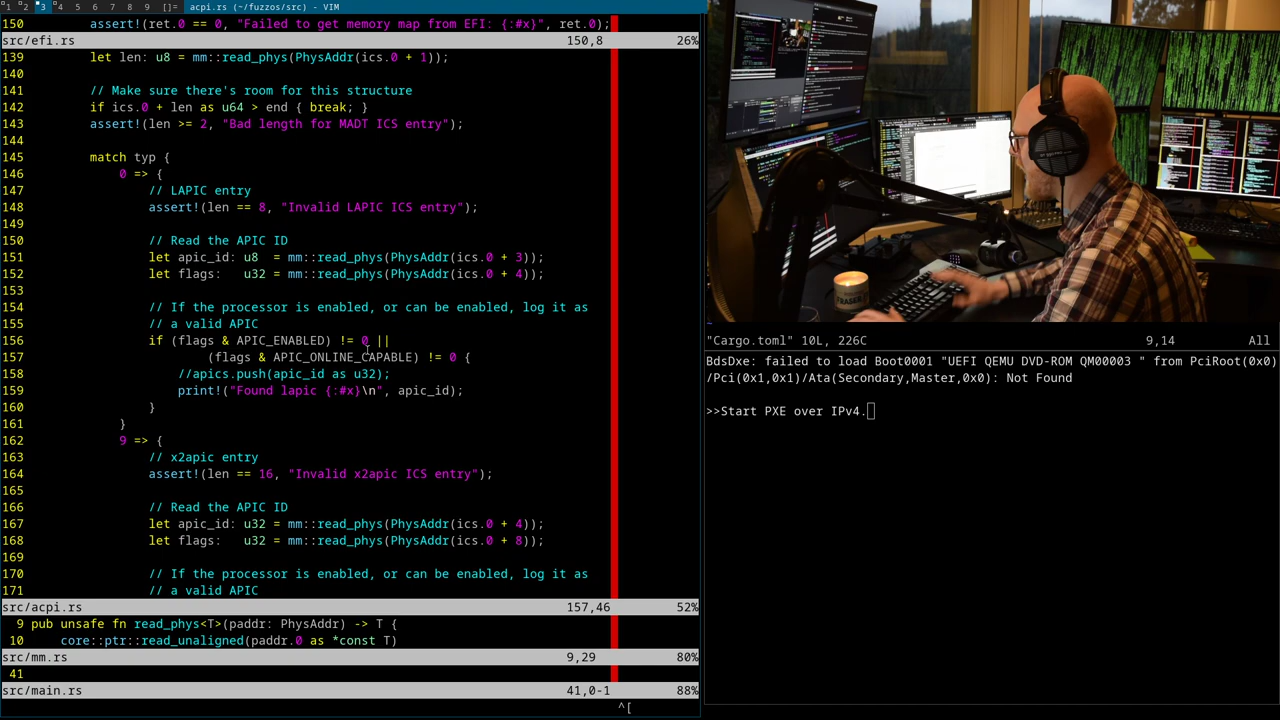 1 2 3 4 5 6 7 8 9 []= acpi.rs (~/fuzzos/src) - VIM
150         assert!(ret.0 == 0, "Failed to get memory map from EFI: {:#x}", ret.0);
src/efi.rs 150,8 26%
139         let len: u8 = mm::read_phys(PhysAddr(ics.0 + 1));
140
141         // Make sure there's room for this structure
142         if ics.0 + len as u64 > end { break; }
143         assert!(len >= 2, "Bad length for MADT ICS entry");
144
145         match typ {
146             0 => {
147                 // LAPIC entry
148                 assert!(len == 8, "Invalid LAPIC ICS entry");
149
150                 // Read the APIC ID
151                 let apic_id: u8  = mm::read_phys(PhysAddr(ics.0 + 3));
152                 let flags:   u32 = mm::read_phys(PhysAddr(ics.0 + 4));
153
154                 // If the processor is enabled, or can be enabled, log it as
155                 // a valid APIC
156                 if (flags & APIC_ENABLED) != 0 ||
157                         (flags & APIC_ONLINE_CAPABLE) != 0 {
158                     //apics.push(apic_id as u32);
159                     print!("Found lapic {:#x}\n", apic_id);
160                 }
161             }
162             9 => {
163                 // x2apic entry
164                 assert!(len == 16, "Invalid x2apic ICS entry");
165
166                 // Read the APIC ID
167                 let apic_id: u32 = mm::read_phys(PhysAddr(ics.0 + 4));
168                 let flags:   u32 = mm::read_phys(PhysAddr(ics.0 + 8));
169
170                 // If the processor is enabled, or can be enabled, log it as
171                 // a valid APIC
src/acpi.rs 157,46 52%
9 pub unsafe fn read_phys<T>(paddr: PhysAddr) -> T {
10     core::ptr::read_unaligned(paddr.0 as *const T)
src/mm.rs 9,29 80%
41
src/main.rs 41,0-1 88%
^[
"Cargo.toml" 10L, 226C 9,14 All
BdsDxe: failed to load Boot0001 "UEFI QEMU DVD-ROM QM00003 " from PciRoot(0x0)
/Pci(0x1,0x1)/Ata(Secondary,Master,0x0): Not Found
>>Start PXE over IPv4.
FRASER